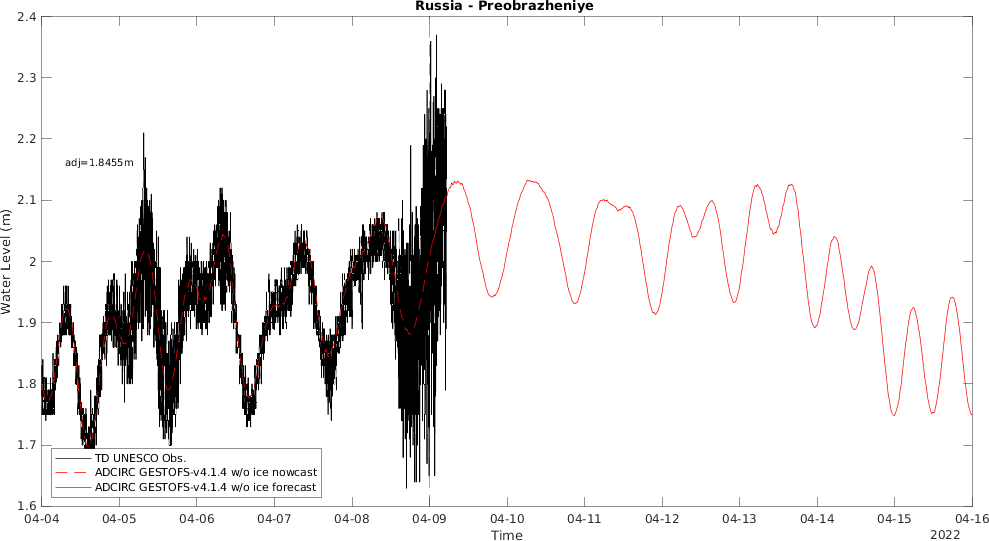 Russia - Preobrazheniye
2.4
2.3
2.2
2.1
2
1.9
1.8
1.7
1.6
Water Level (m)
adj=1.8455m
TD UNESCO Obs.
ADCIRC GESTOFS-v4.1.4 w/o ice nowcast
ADCIRC GESTOFS-v4.1.4 w/o ice forecast
04-04 04-05 04-06 04-07 04-08 04-09 04-10 04-11 04-12 04-13 04-14 04-15 04-16
Time
2022